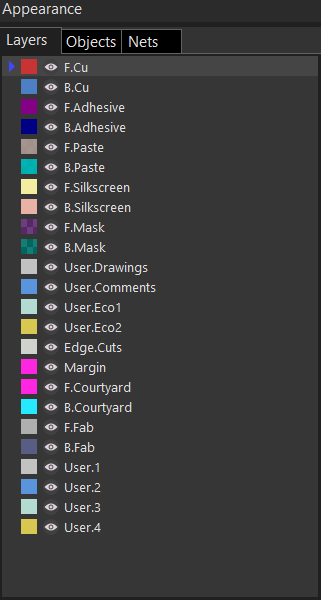 Appearance
Layers Objects Nets
F.Cu
B.Cu
F.Adhesive
B.Adhesive
F.Paste
B.Paste
F.Silkscreen
B.Silkscreen
F.Mask
B.Mask
User.Drawings
User.Comments
User.Eco1
User.Eco2
Edge.Cuts
Margin
F.Courtyard
B.Courtyard
F.Fab
B.Fab
User.1
User.2
User.3
User.4